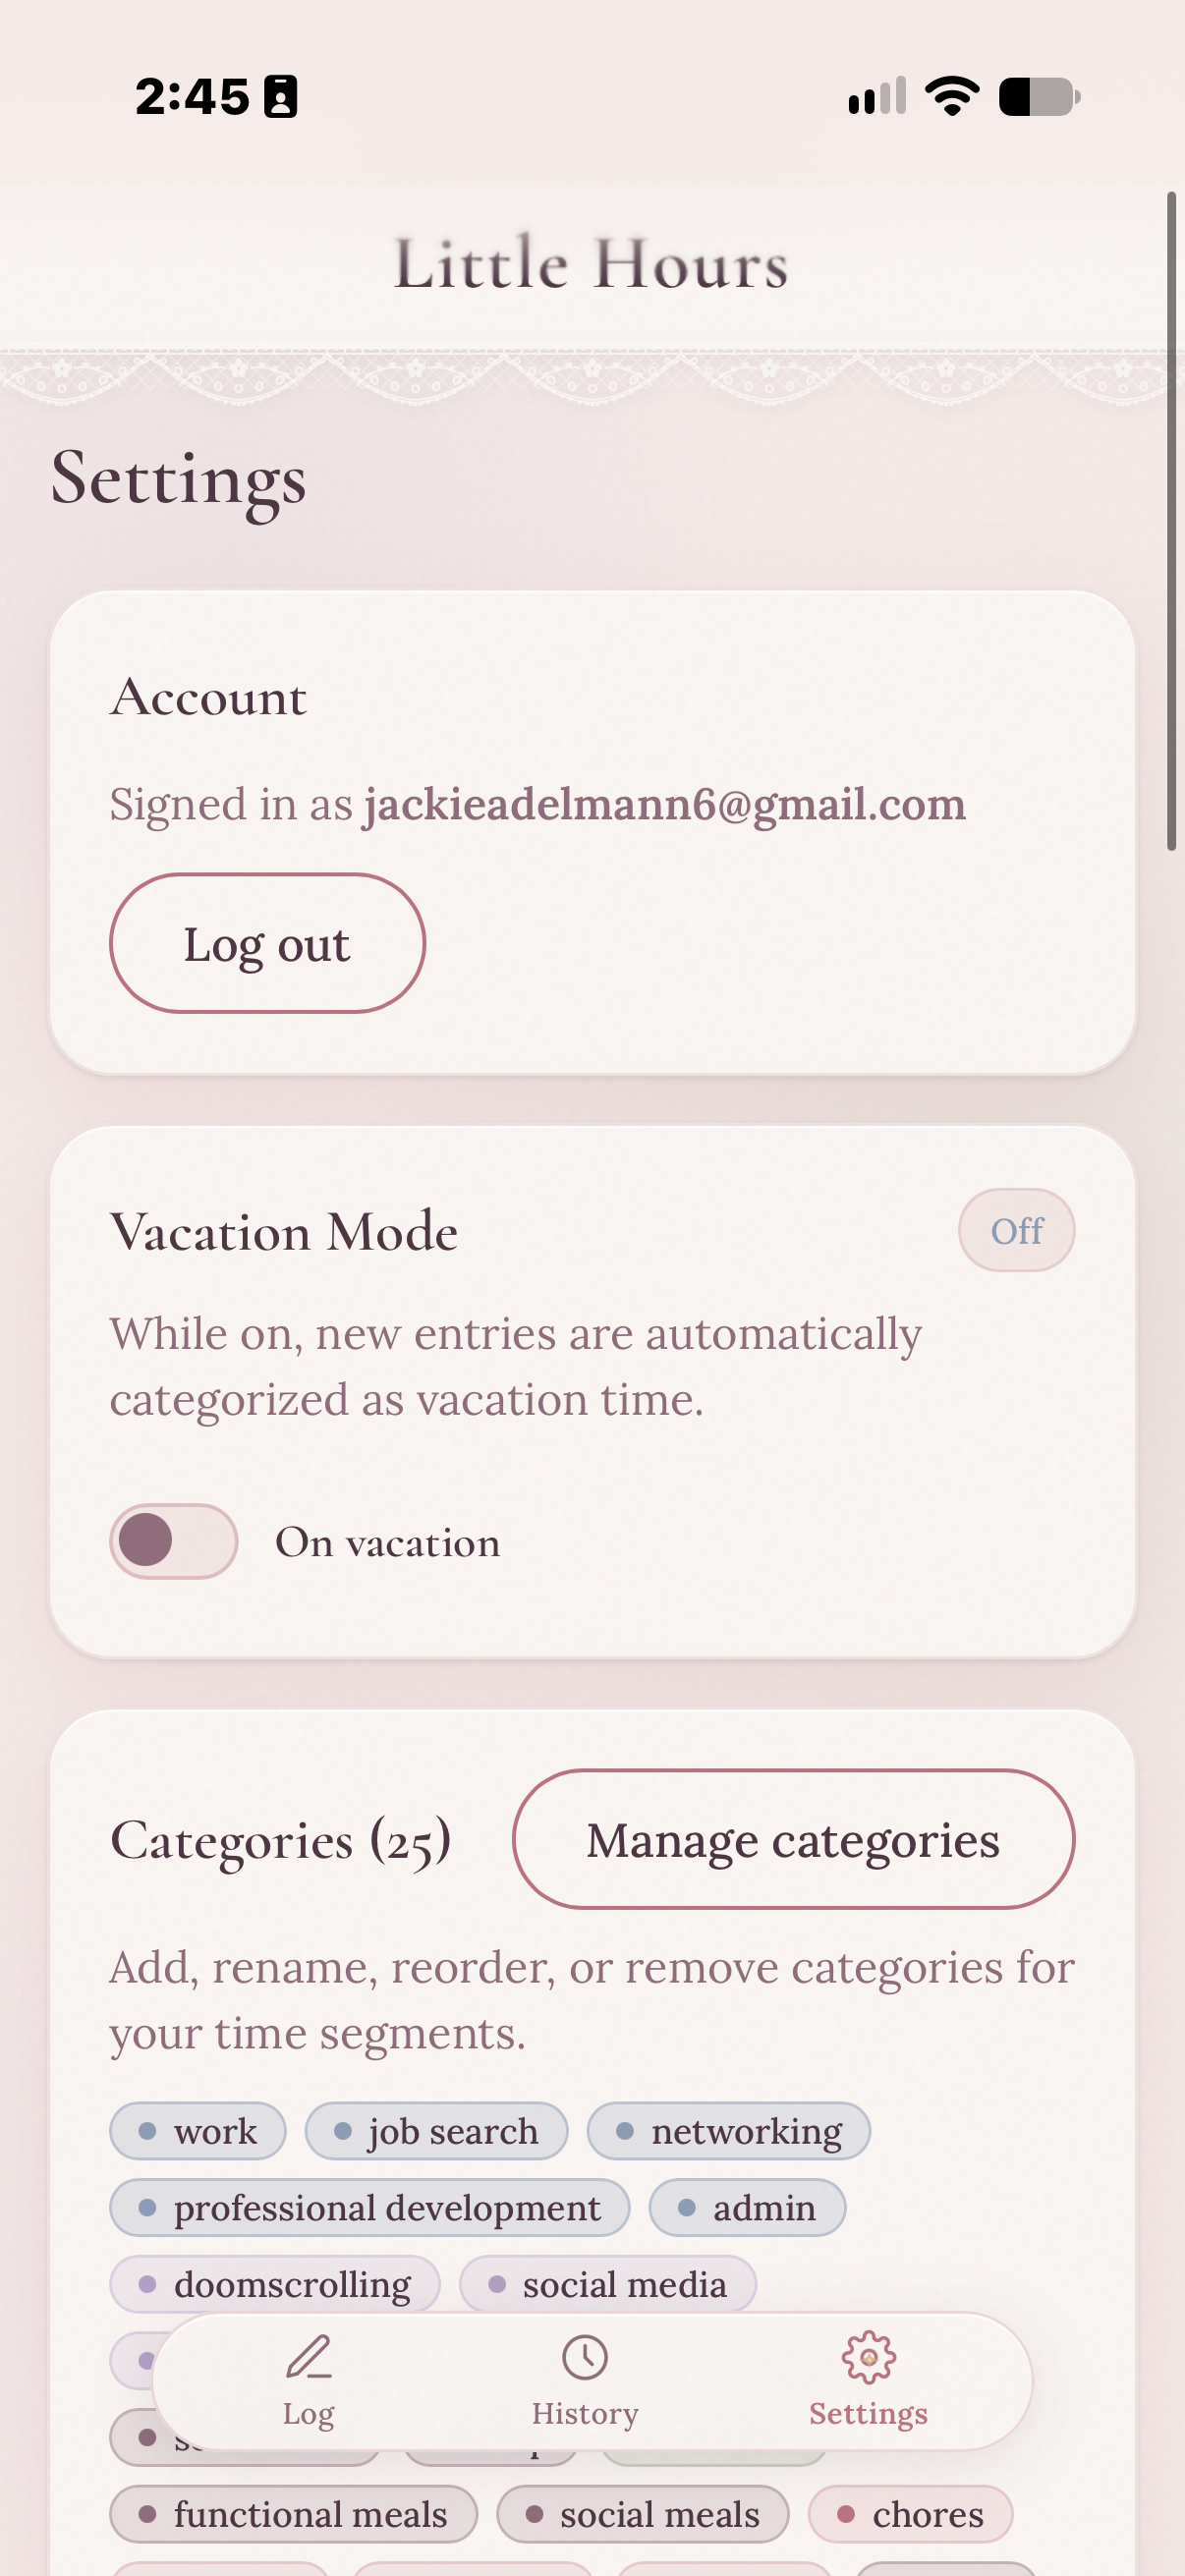 2:45
Little Hours
Settings
Account
Signed in as jackieadelmann6@gmail.com
Log out
Vacation Mode
Off
While on, new entries are automatically
categorized as vacation time.
On vacation
Categories (25)
Manage categories
Add, rename, reorder, or remove categories for
your time segments.
work job search networking
professional development admin
doomscrolling social media
Log History Settings
functional meals social meals chores